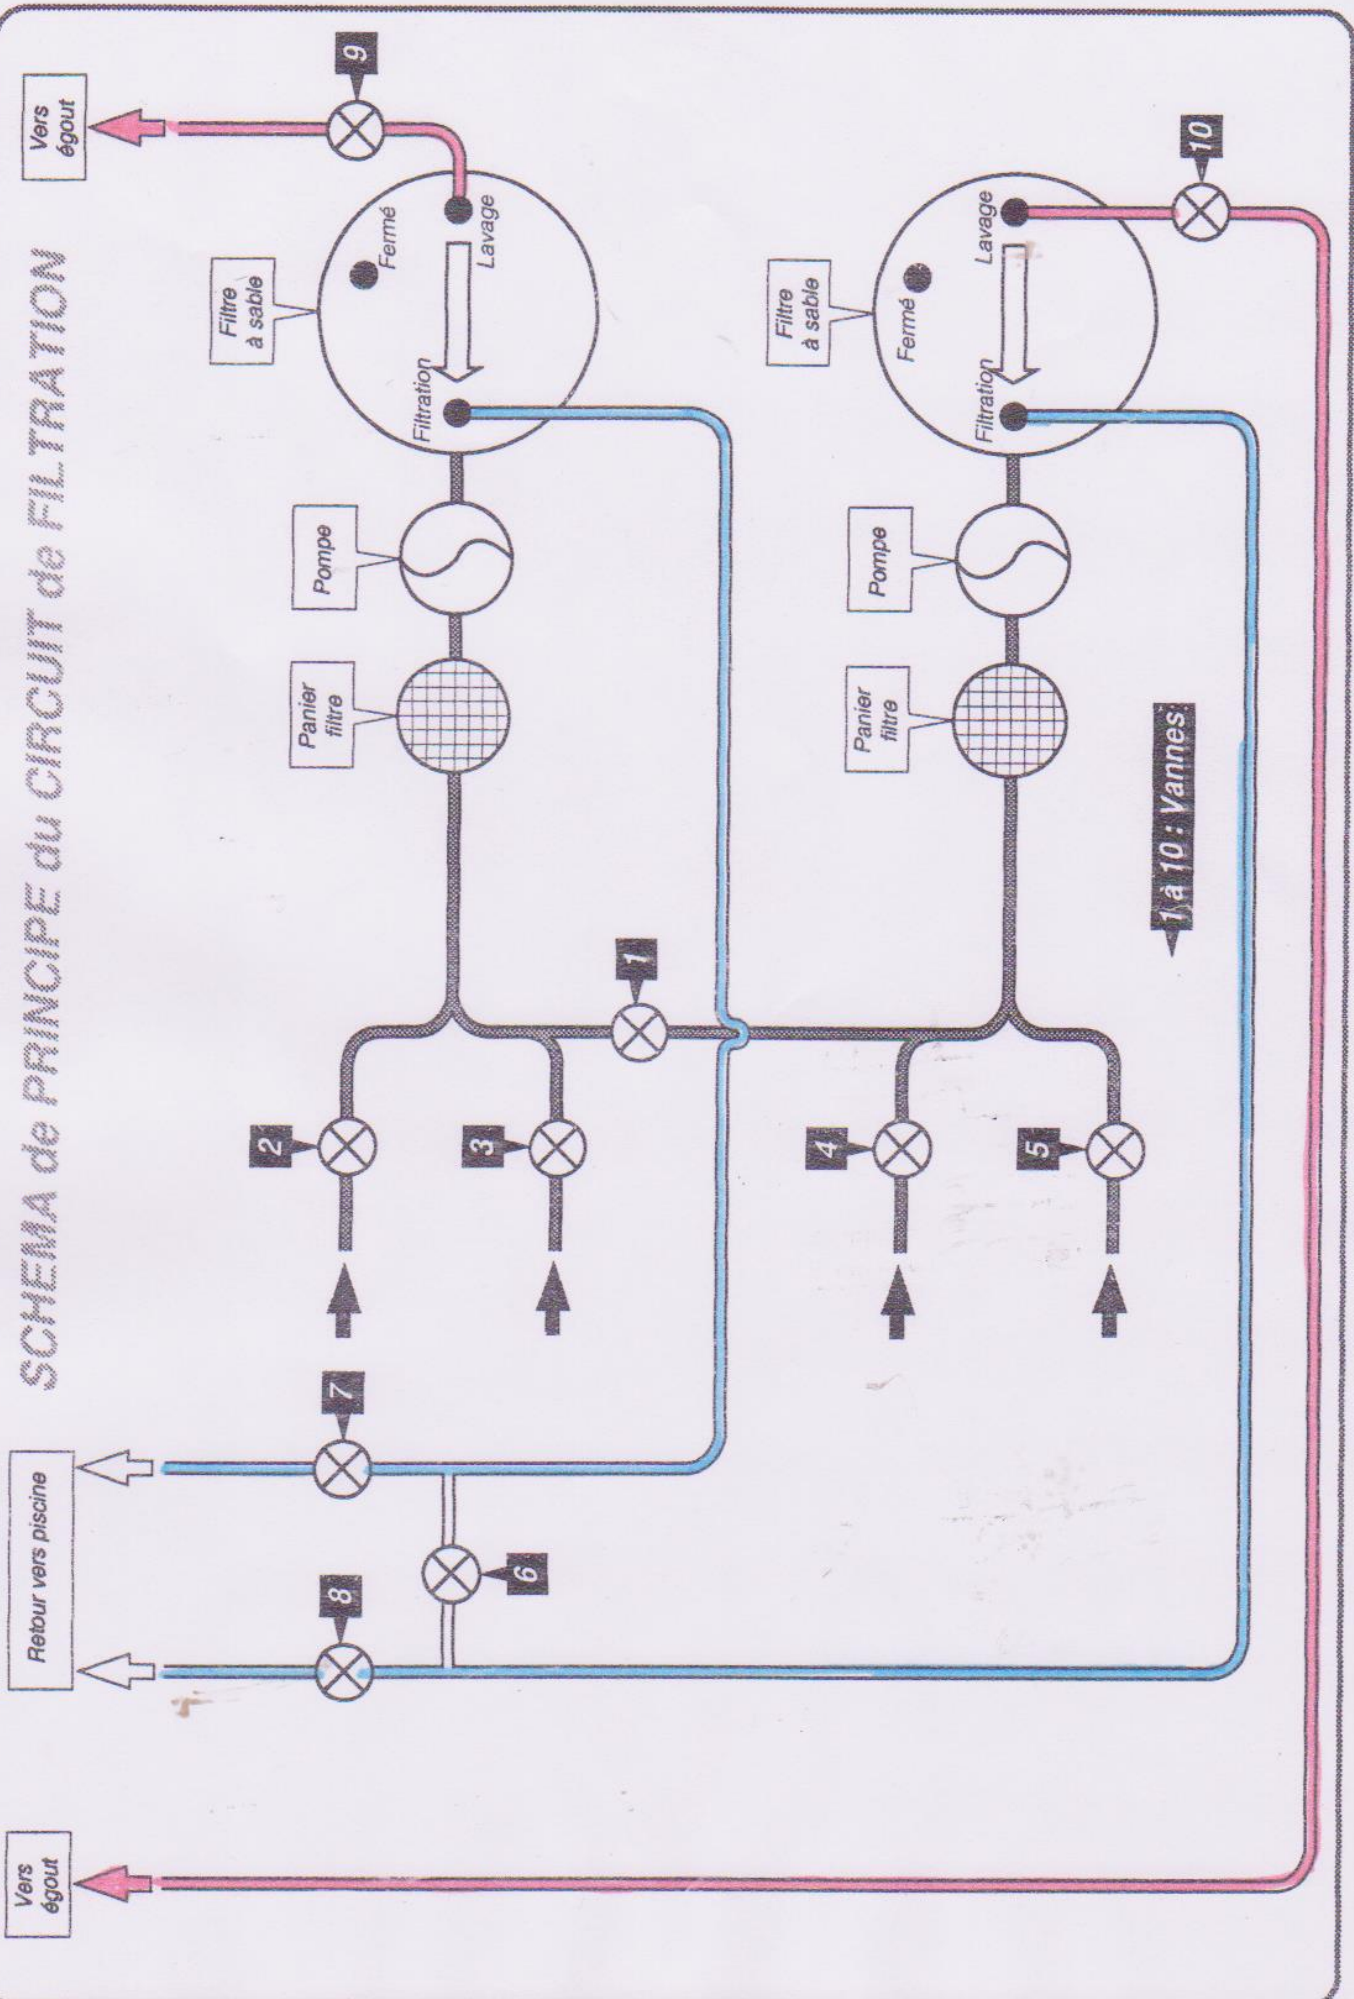 SCHEMA de PRINCIPE du CIRCUIT de FILTRATION
Vers
égout
Retour vers piscine
Vers
égout
8
7
6
2
3
4
5
1
Panier
filtre
Pompe
Filtre
à sable
Filtration
Fermé
Lavage
9
Panier
filtre
Pompe
Filtre
à sable
Filtration
Fermé
Lavage
10
1 à 10 : Vannes